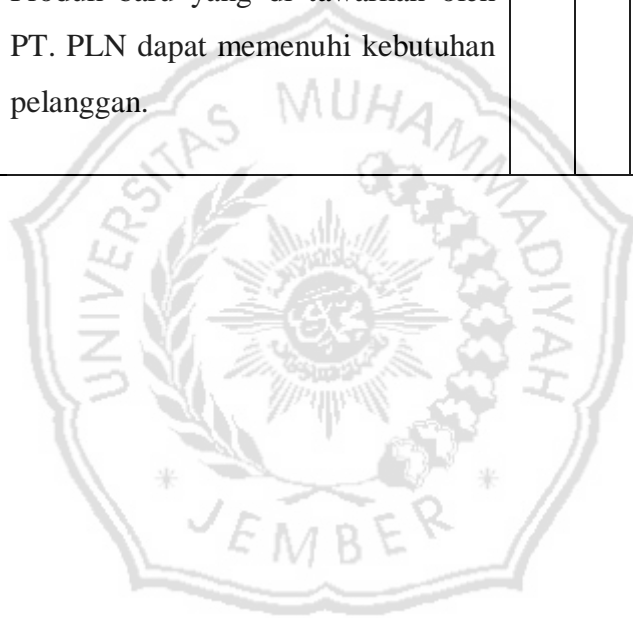 Produk baru yang di tawarkan oleh
PT. PLN dapat memenuhi kebutuhan
pelanggan.
UNIVERSITAS MUHAMMADIYAH
JEMBER